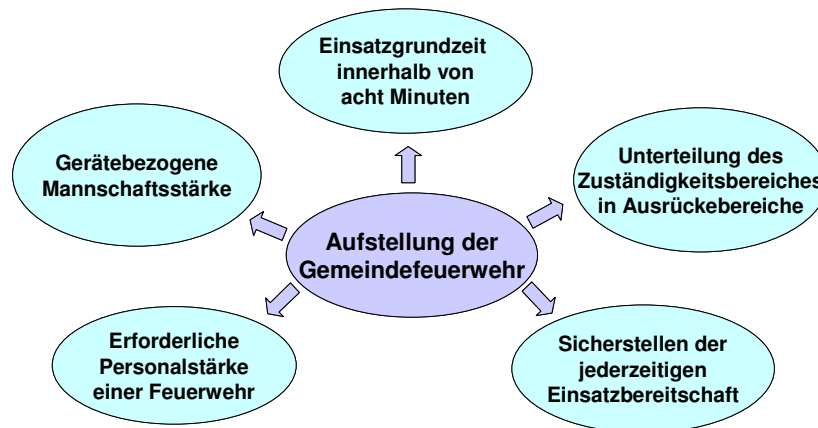 Einsatzgrundzeit
innerhalb von
acht Minuten
Gerätebezogene
Mannschaftsstärke
Unterteilung des
Zuständigkeitsbereiches
in Ausrückebereiche
Aufstellung der
Gemeindefeuerwehr
Erforderliche
Personalstärke
einer Feuerwehr
Sicherstellen der
jederzeitigen
Einsatzbereitschaft